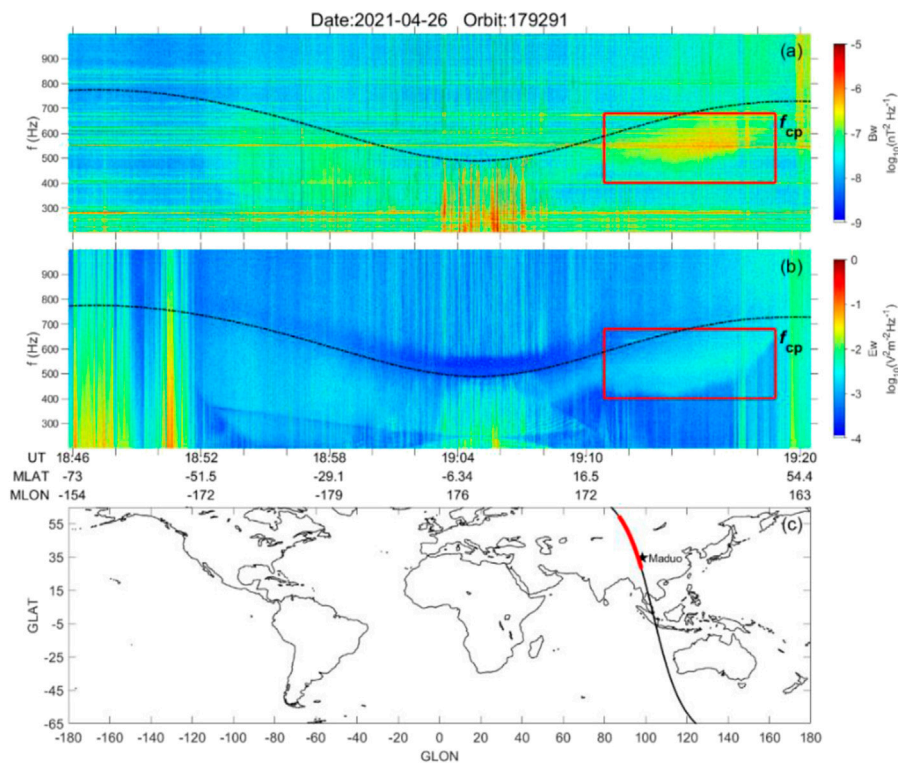 Date:2021-04-26 Orbit:179291
(a)
f (Hz)
900
800
700
600
500
400
300
f cp
-5
-6
-7
-8
-9
Bw
log10(nT2 Hz-1)
(b)
f (Hz)
900
800
700
600
500
400
300
f cp
0
-1
-2
-3
-4
Ew
log10(V2m-2Hz-1)
UT 18:46 18:52 18:58 19:04 19:10 19:20
MLAT -73 -51.5 -29.1 -6.34 16.5 54.4
MLON -154 -172 -179 176 172 163
(c)
GLAT
55
35
15
-5
-25
-45
-65
Maduo
-180 -160 -140 -120 -100 -80 -60 -40 -20 0 20 40 60 80 100 120 140 160 180
GLON